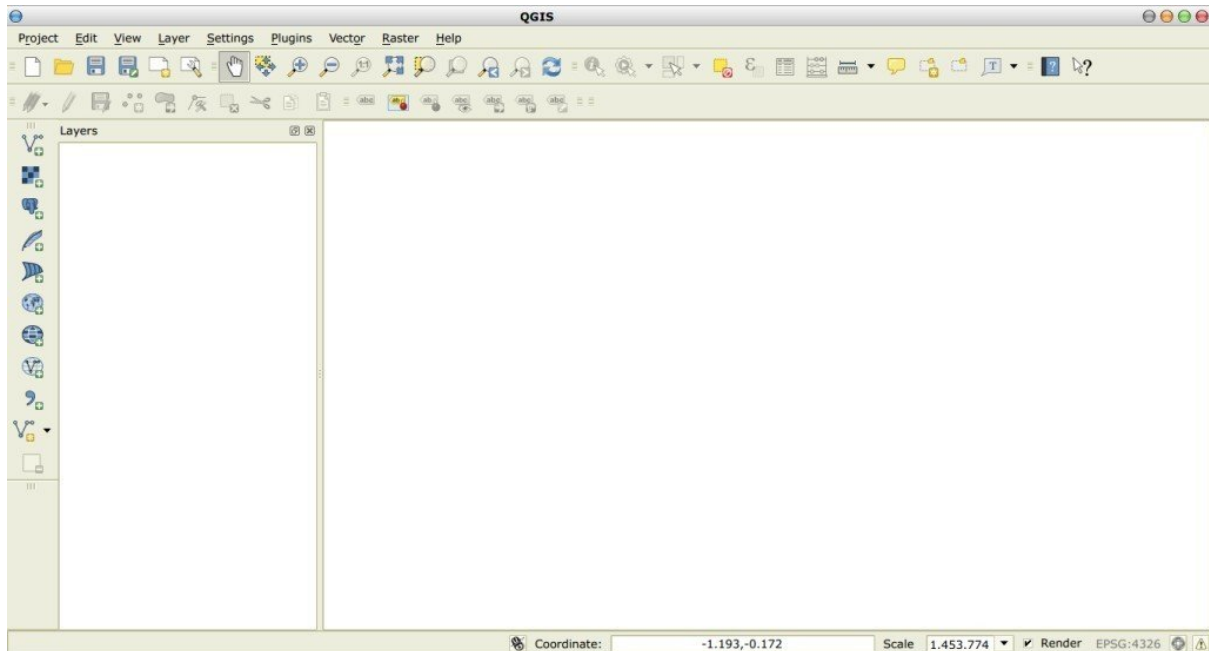 QGIS
Project Edit View Layer Settings Plugins Vector Raster Help
Layers
Coordinate: -1.193,-0.172 Scale 1.453.774 Render EPSG:4326